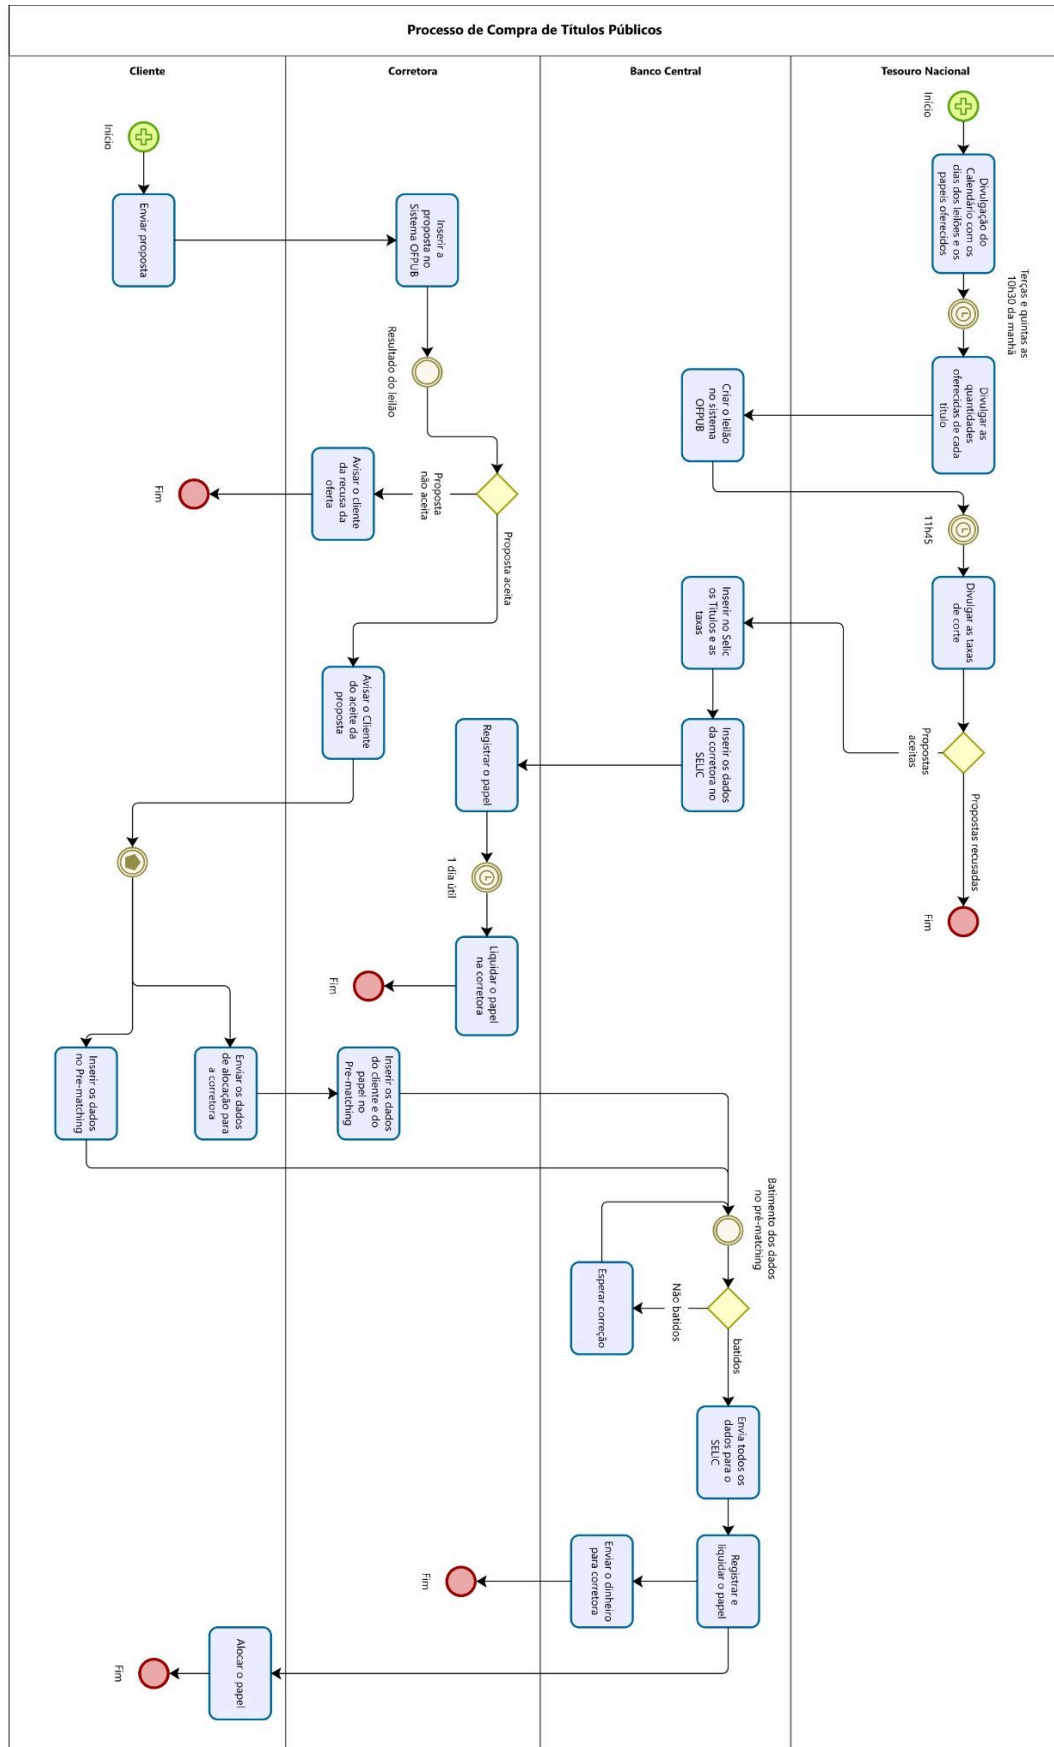 Processo de Compra de Títulos Públicos
Cliente
Corretora
Banco Central
Tesouro Nacional
Início
Divulgação do
Calendário com os
dias dos leilões e os
papeis oferecidos
Terças e quintas as
10h30 da manhã
Divulgar as
quantidades
oferecidas de cada
título
Início
Enviar proposta
Inserir a
proposta no
Sistema OFPUB
Resultado do leilão
Criar o leilão
no sistema
OFPUB
11h45
Divulgar as taxas
de corte
Proposta
não aceita
Avisar o cliente
da recusa da
oferta
Fim
Proposta aceita
Avisar o Cliente
do aceite da
proposta
Inserir no Selic
os Títulos e as
taxas
Propostas
aceitas
Propostas recusadas
Fim
Inserir os dados
da corretora no
SELIC
Registrar o papel
1 dia útil
Liquidar o papel
na corretora
Fim
Enviar os dados
de alocação para
a corretora
Inserir os dados
no Pre-matching
Inserir os dados
do cliente e do
papel no
Pre-matching
Batimento dos dados
no pré-matching
Não batidos
Esperar correção
batidos
Envia todos os
dados para o
SELIC
Registrar e
liquidar o papel
Enviar o dinheiro
para corretora
Fim
Alocar o papel
Fim